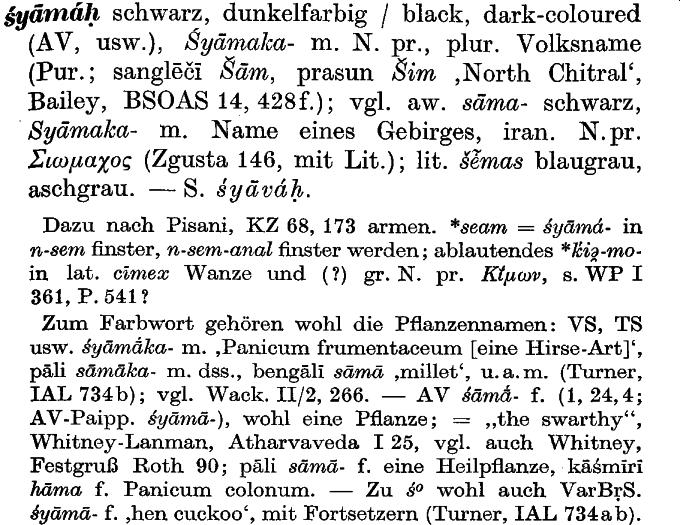 śyāmáḥ schwarz, dunkelfarbig / black, dark-coloured
(AV, usw.), Śyāmaka- m. N. pr., plur. Volksname
(Pur.; sanglēčī Šām, prasun Šim ‚North Chitral‘,
Bailey, BSOAS 14, 428f.); vgl. aw. sāma- schwarz,
Syāmaka- m. Name eines Gebirges, iran. N. pr.
Σιωμαχος (Zgusta 146, mit Lit.); lit. šė̃mas blaugrau,
aschgrau. — S. śyāváḥ.
Dazu nach Pisani, KZ 68, 173 armen. *seam = śyāmá- in
n-sem finster, n-sem-anal finster werden; ablautendes *k̑iə̯-mo-
in lat. cīmex Wanze und (?) gr. N. pr. Κίμων, s. WP I
361, P. 541?
Zum Farbwort gehören wohl die Pflanzennamen: VS, TS
usw. śyāmā́ka- m. ‚Panicum frumentaceum [eine Hirse-Art]‘,
pāli sāmāka- m. dss., bengālī sāmā ‚millet‘, u. a. m. (Turner,
IAL 734b); vgl. Wack. II/2, 266. — AV śāmā́- f. (1, 24, 4;
AV-Paipp. śyāmā-), wohl eine Pflanze; = „the swarthy“,
Whitney-Lanman, Atharvaveda I 25, vgl. auch Whitney,
Festgruß Roth 90; pāli sāmā- f. eine Heilpflanze, kāśmīrī
hāma f. Panicum colonum. — Zu ś° wohl auch VarBṛS.
śyāmā- f. ‚hen cuckoo‘, mit Fortsetzern (Turner, IAL 734ab).